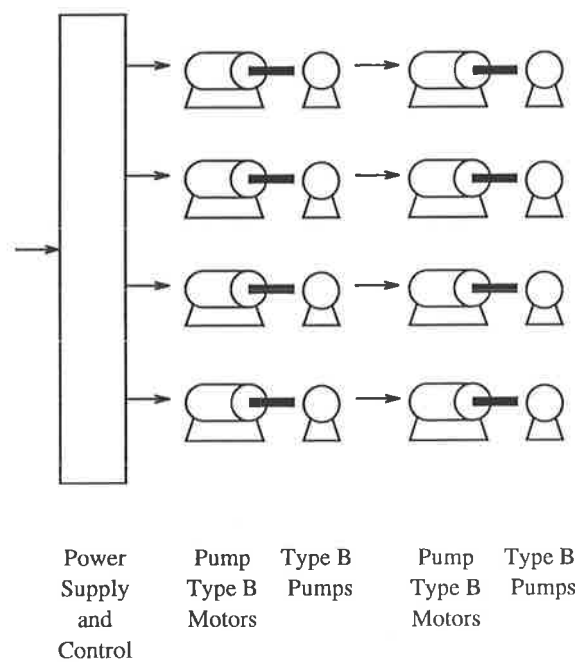 Power Supply and Control
Pump Type B Motors
Type B Pumps
Pump Type B Motors
Type B Pumps